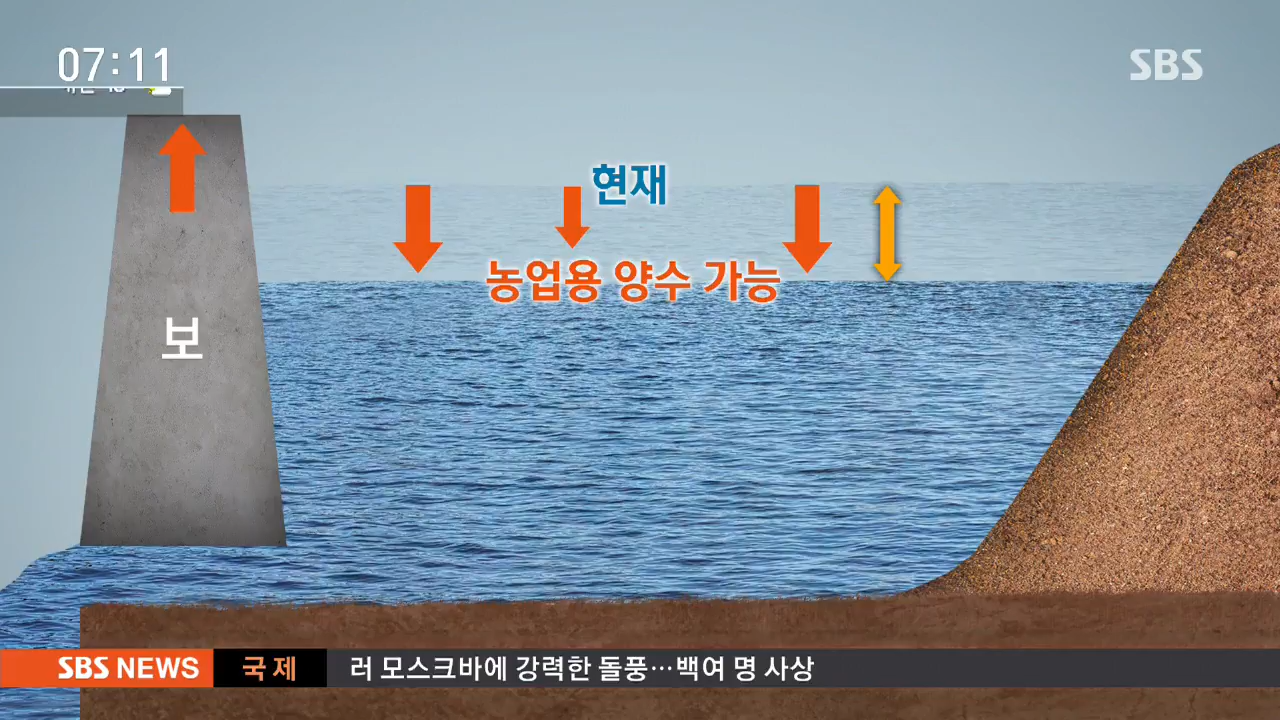 07:11
SBS
현재
농업용 양수 가능
보
SBS NEWS
국제
러 모스크바에 강력한 돌풍…백여 명 사상